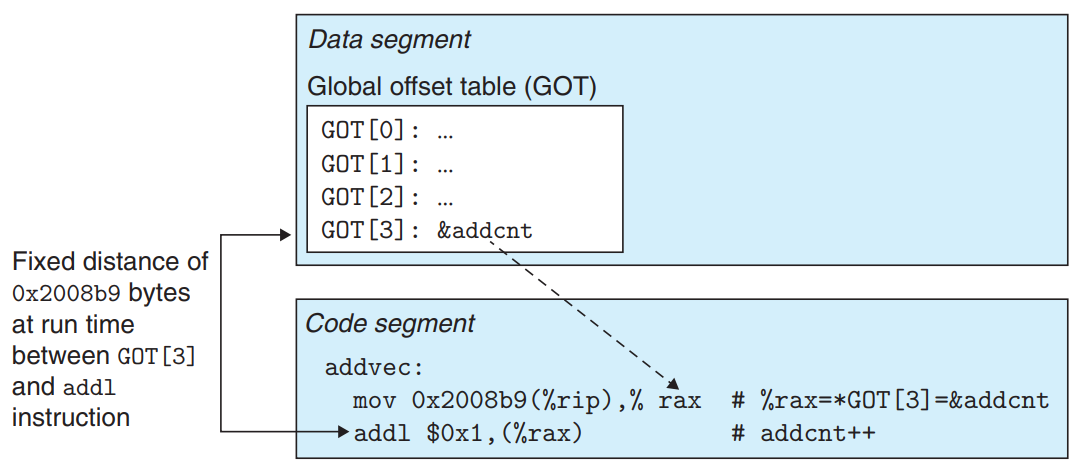 Data segment
Global offset table (GOT)
GOT[0]: …
GOT[1]: …
GOT[2]: …
GOT[3]: &addcnt
Fixed distance of
0x2008b9 bytes
at run time
between GOT[3]
and addl
instruction
Code segment
addvec:
mov 0x2008b9(%rip),% rax # %rax=*GOT[3]=&addcnt
addl $0x1,(%rax) # addcnt++